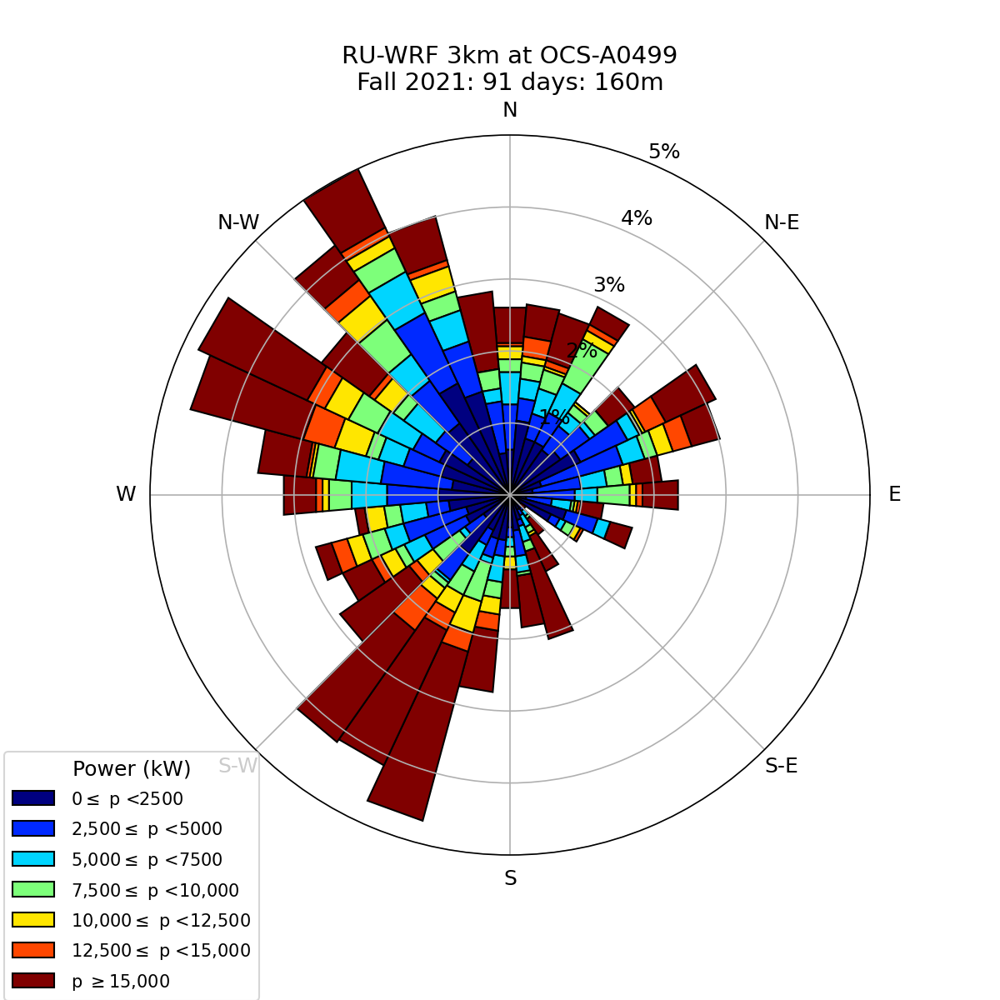 RU-WRF 3km at OCS-A0499
Fall 2021: 91 days: 160m
N
5%
N-W
4%
N-E
3%
2%
1%
W
E
S-W
S-E
S
Power (kW)
0≤ p <2500
2,500≤ p <5000
5,000≤ p <7500
7,500≤ p <10,000
10,000≤ p <12,500
12,500≤ p <15,000
p ≥15,000